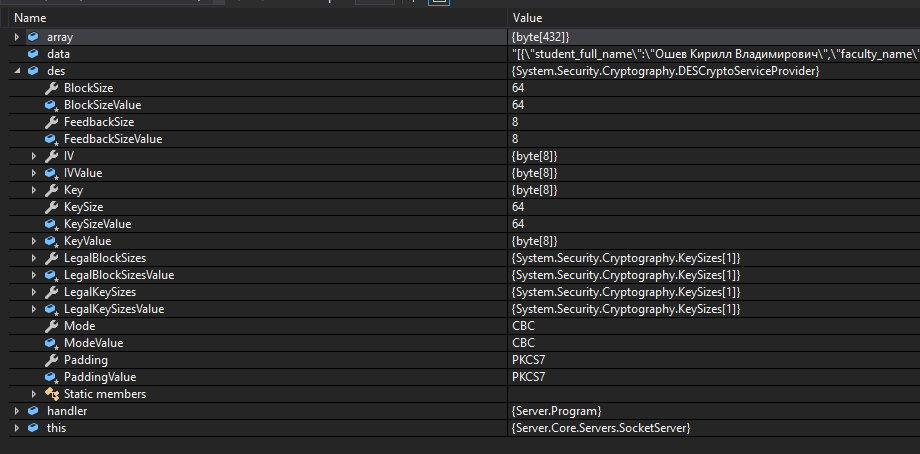 Name Value
array {byte[432]}
data "[{\"student_full_name\":\"Ошев Кирилл Владимирович\",\"faculty_name\"
des {System.Security.Cryptography.DESCryptoServiceProvider}
BlockSize 64
BlockSizeValue 64
FeedbackSize 8
FeedbackSizeValue 8
IV {byte[8]}
IVValue {byte[8]}
Key {byte[8]}
KeySize 64
KeySizeValue 64
KeyValue {byte[8]}
LegalBlockSizes {System.Security.Cryptography.KeySizes[1]}
LegalBlockSizesValue {System.Security.Cryptography.KeySizes[1]}
LegalKeySizes {System.Security.Cryptography.KeySizes[1]}
LegalKeySizesValue {System.Security.Cryptography.KeySizes[1]}
Mode CBC
ModeValue CBC
Padding PKCS7
PaddingValue PKCS7
Static members
handler {Server.Program}
this {Server.Core.Servers.SocketServer}